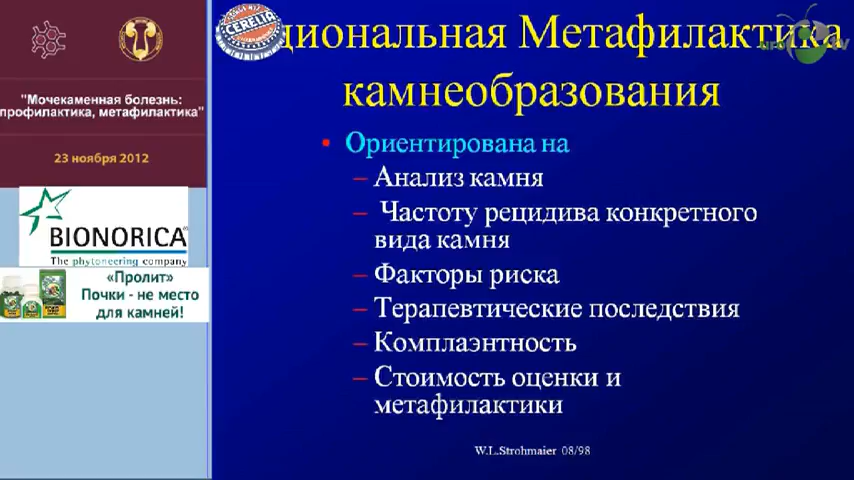 "Мочекаменная болезнь:
профилактика, метафилактика"
23 ноября 2012
BIONORICA
The phytoneering company
«Пролит»
Почки - не место
для камней!
CERELIA
циональная Метафилактика
камнеобразования
• Ориентирована на
– Анализ камня
– Частоту рецидива конкретного
вида камня
– Факторы риска
– Терапевтические последствия
– Комплаэнтность
– Стоимость оценки и
метафилактики
W.L.Strohmaier 08/98